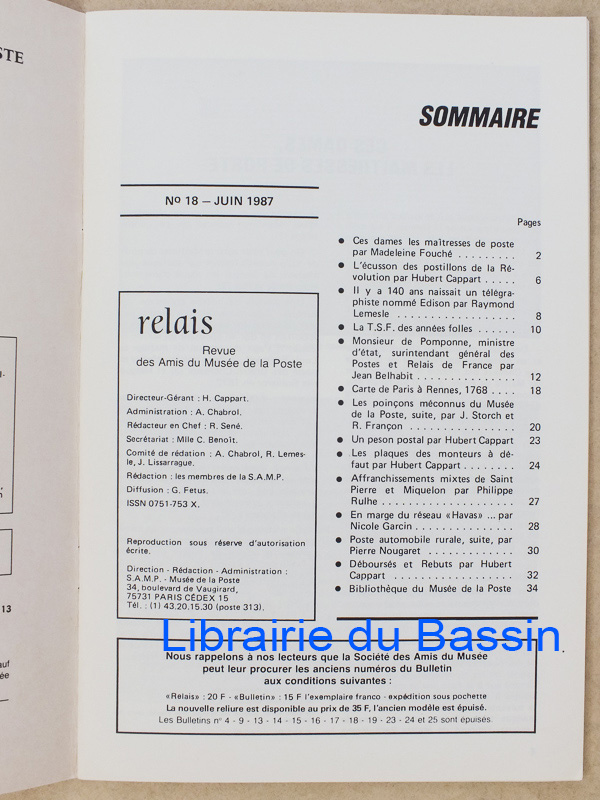 STE
SOMMAIRE
Nº 18 – JUIN 1987
Pages
● Ces dames les maîtresses de poste
par Madeleine Fouché ......... 2
● L'écusson des postillons de la Ré-
volution par Hubert Cappart ..... 6
● Il y a 140 ans naissait un télégra-
phiste nommé Edison par Raymond
Lemesle .................. 8
● La T.S.F. des années folles ...... 10
● Monsieur de Pomponne, ministre
d'état, surintendant général des
Postes et Relais de France par
Jean Belhabit ................ 12
● Carte de Paris à Rennes, 1768 .... 18
● Les poinçons méconnus du Musée
de la Poste, suite, par J. Storch et
R. Françon ................ 20
● Un peson postal par Hubert Cappart 23
● Les plaques des monteurs à dé-
faut par Hubert Cappart ........ 24
● Affranchissements mixtes de Saint
Pierre et Miquelon par Philippe
Rulhe .................... 27
● En marge du réseau «Havas» ... par
Nicole Garcin ............... 28
● Poste automobile rurale, suite, par
Pierre Nougaret ............. 30
● Déboursés et Rebuts par Hubert
Cappart .................. 32
● Bibliothèque du Musée de la Poste 34
relais
Revue
des Amis du Musée de la Poste
Directeur-Gérant : H. Cappart.
Administration : A. Chabrol.
Rédacteur en Chef : R. Sené.
Secrétariat : Mlle C. Benoît.
Comité de rédation : A. Chabrol, R. Lemes-
le, J. Lissarrague.
Rédaction : les membres de la S.A.M.P.
Diffusion : G. Fetus.
ISSN 0751-753 X.
Reproduction sous réserve d'autorisation
écrite.
Direction - Rédaction - Administration :
S.A.M.P. - Musée de la Poste
34, boulevard de Vaugirard,
75731 PARIS CÉDEX 15
Tél. : (1) 43.20.15.30 (poste 313).
13
Librairie du Bassin
Nous rappelons à nos lecteurs que la Société des Amis du Musée
peut leur procurer les anciens numéros du Bulletin
aux conditions suivantes :
«Relais» : 20 F - «Bulletin» : 15 F l'exemplaire franco - expédition sous pochette
La nouvelle reliure est disponible au prix de 35 F, l'ancien modèle est épuisé.
Les Bulletins nº 4 - 9 - 13 - 14 - 15 - 16 - 17 - 18 - 19 - 23 - 24 et 25 sont épuisés.